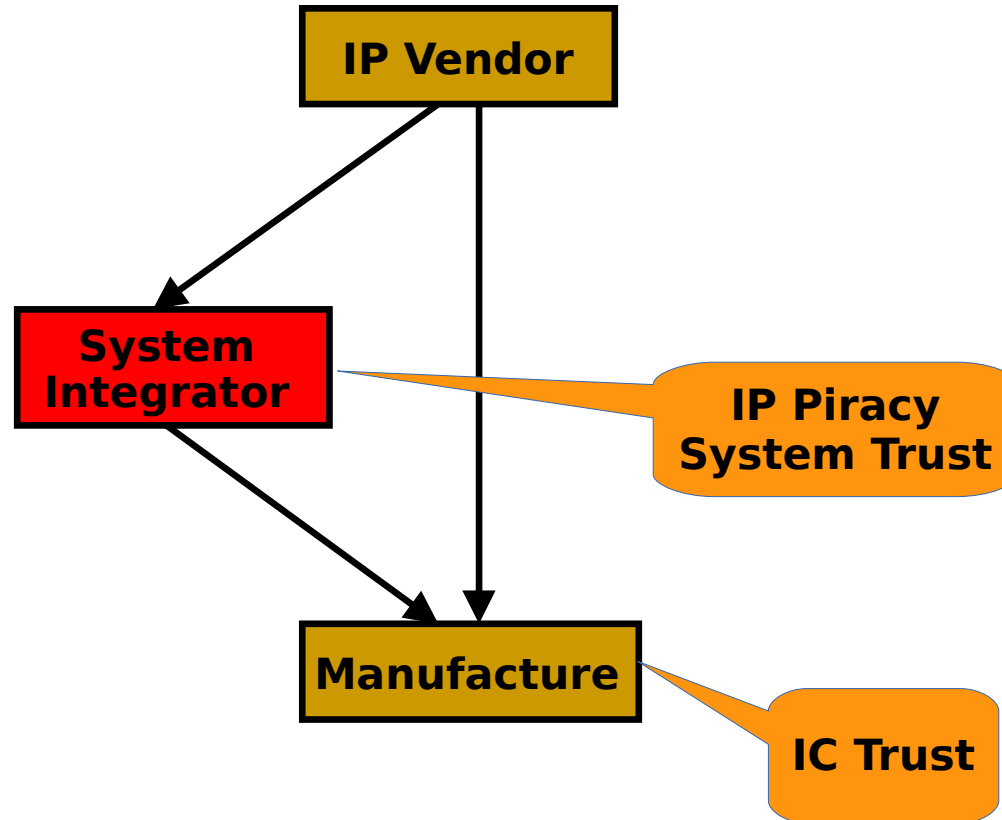 IP Vendor
System
Integrator
IP Piracy
System Trust
Manufacture
IC Trust